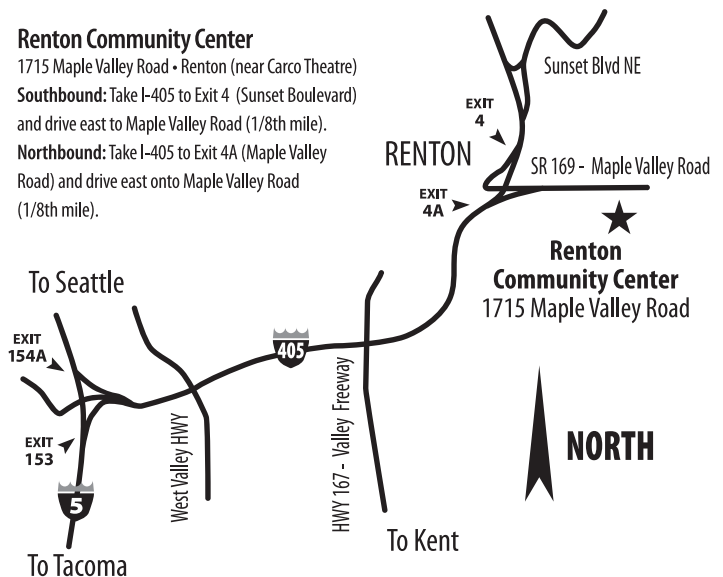 Renton Community Center
1715 Maple Valley Road • Renton (near Carco Theatre)
Southbound: Take I-405 to Exit 4 (Sunset Boulevard)
and drive east to Maple Valley Road (1/8th mile).
Northbound: Take I-405 to Exit 4A (Maple Valley
Road) and drive east onto Maple Valley Road
(1/8th mile).
Sunset Blvd NE
EXIT
4
RENTON
SR 169 - Maple Valley Road
EXIT
4A
Renton
Community Center
1715 Maple Valley Road
To Seattle
EXIT
154A
405
West Valley HWY
HWY 167 - Valley Freeway
EXIT
153
NORTH
5
To Kent
To Tacoma